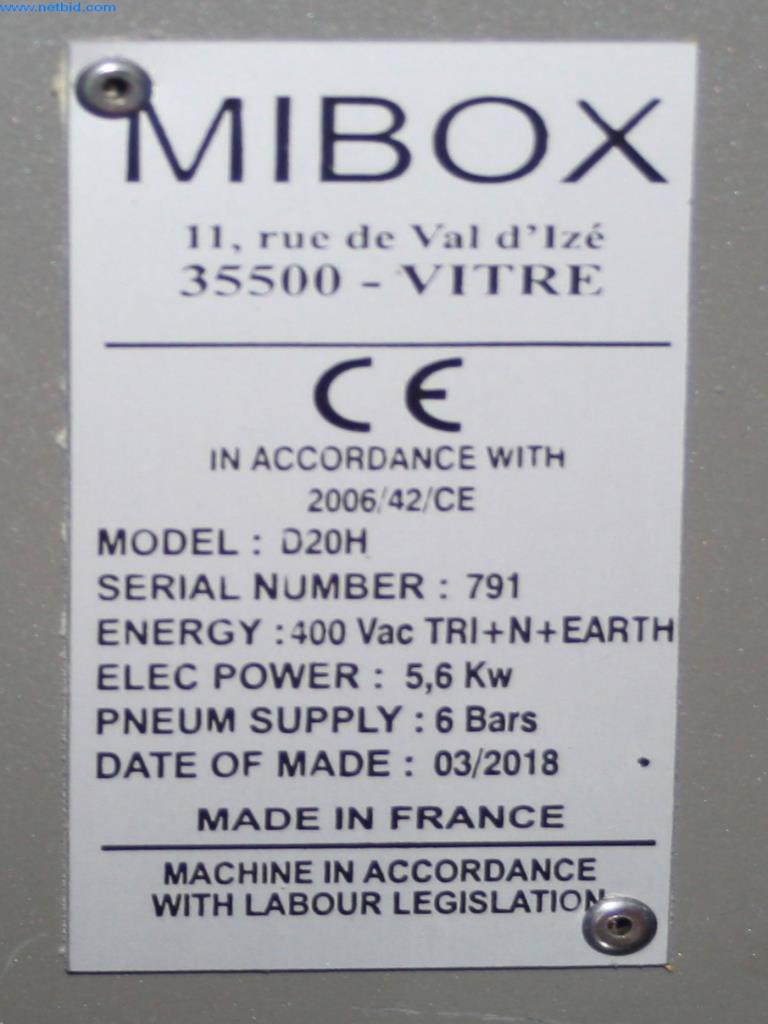 www.netbid.com
MIBOX
11, rue de Val d'Izé
35500 - VITRE
CE
IN ACCORDANCE WITH
2006/42/CE
MODEL : D20H
SERIAL NUMBER : 791
ENERGY :400 Vac TRI+N+EARTH
ELEC POWER : 5,6 Kw
PNEUM SUPPLY : 6 Bars
DATE OF MADE : 03/2018
MADE IN FRANCE
MACHINE IN ACCORDANCE
WITH LABOUR LEGISLATION